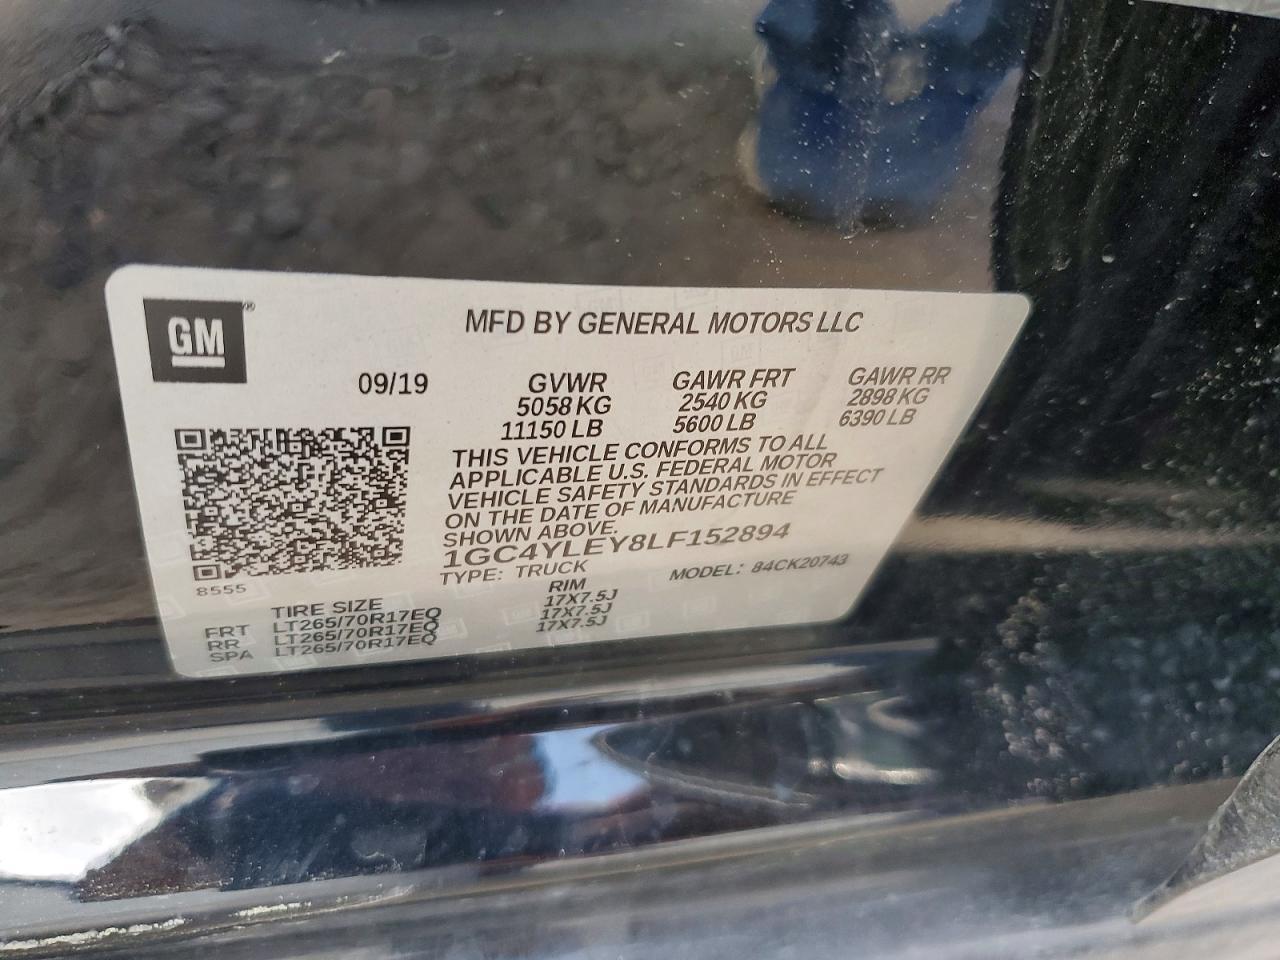 GM
MFD BY GENERAL MOTORS LLC
09/19 GVWR GAWR FRT GAWR RR
5058 KG 2540 KG 2898 KG
11150 LB 5600 LB 6390 LB
THIS VEHICLE CONFORMS TO ALL
APPLICABLE U.S. FEDERAL MOTOR
VEHICLE SAFETY STANDARDS IN EFFECT
ON THE DATE OF MANUFACTURE
SHOWN ABOVE.
1GC4YLEY8LF152894
TYPE: TRUCK MODEL: 84CK20743
8555
TIRE SIZE RIM
FRT LT265/70R17EQ 17X7.5J
RR LT265/70R17EQ 17X7.5J
SPA LT265/70R17EQ 17X7.5J